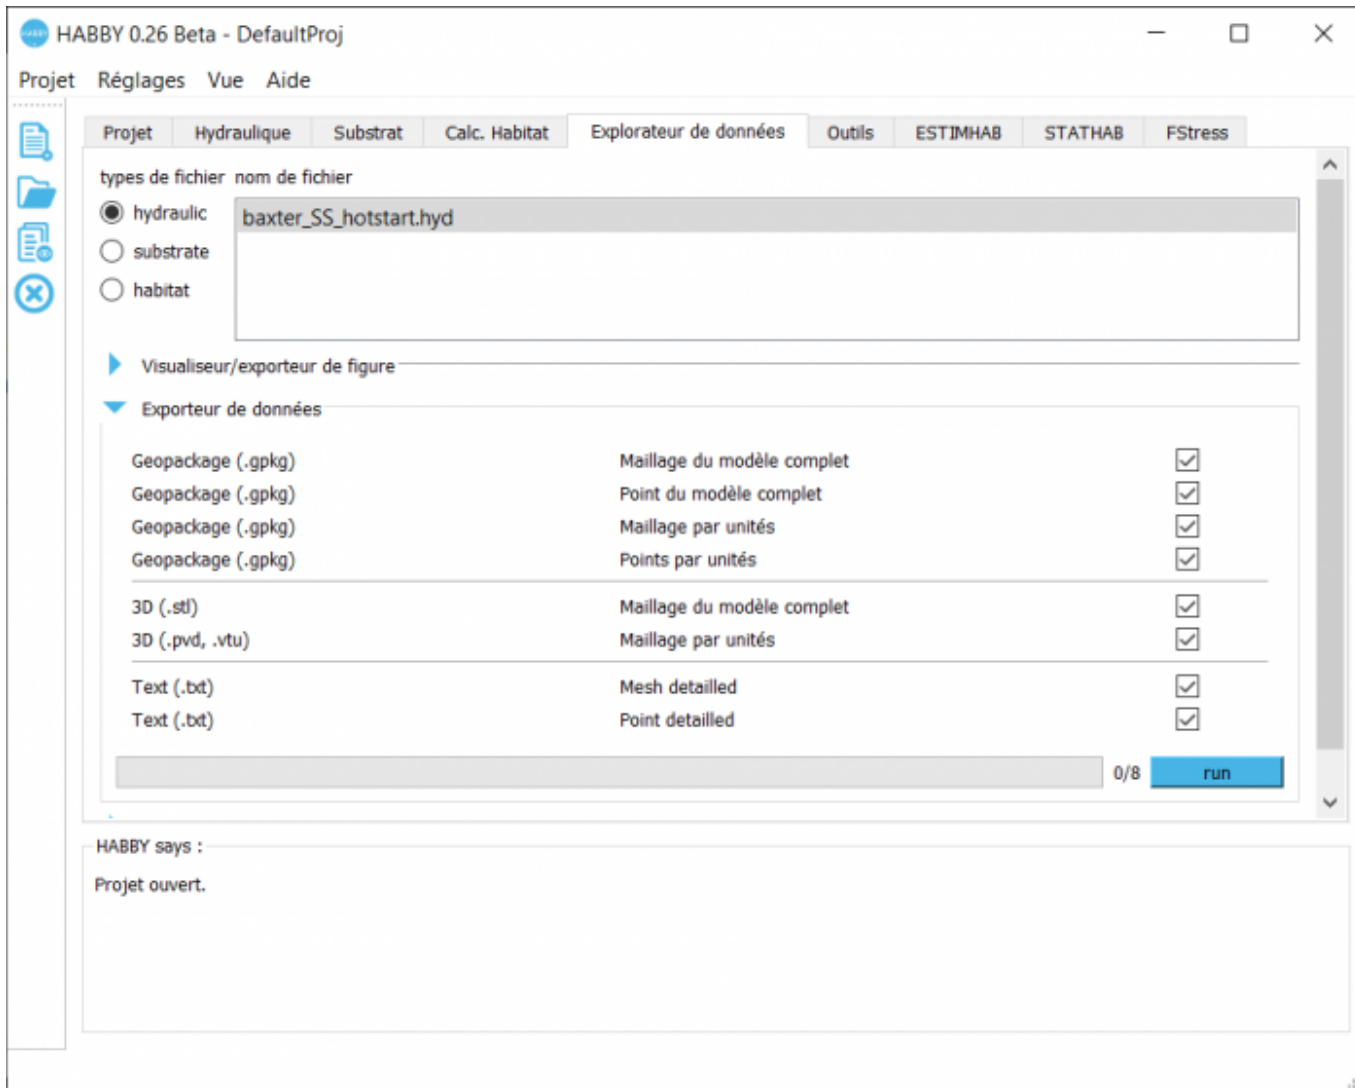 HABBY 0.26 Beta - DefaultProj
Projet Réglages Vue Aide
Projet Hydraulique Substrat Calc. Habitat Explorateur de données Outils ESTIMHAB STATHAB FStress
types de fichier nom de fichier
hydraulic baxter_SS_hotstart.hyd
substrate
habitat
Visualiseur/exporteur de figure
Exporteur de données
Geopackage (.gpkg) Maillage du modèle complet
Geopackage (.gpkg) Point du modèle complet
Geopackage (.gpkg) Maillage par unités
Geopackage (.gpkg) Points par unités
3D (.stl) Maillage du modèle complet
3D (.pvd, .vtu) Maillage par unités
Text (.txt) Mesh detailled
Text (.txt) Point detailled
0/8 run
HABBY says :
Projet ouvert.